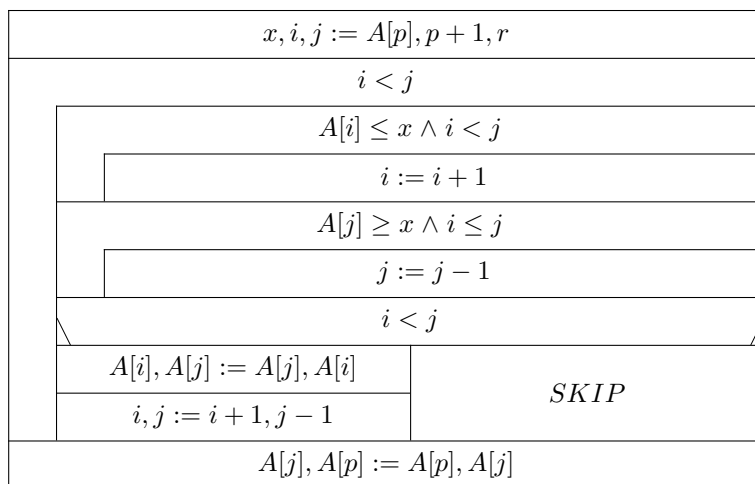 x, i, j := A[p], p + 1, r
i < j
A[i] ≤ x ∧ i < j
i := i + 1
A[j] ≥ x ∧ i ≤ j
j := j − 1
i < j
A[i], A[j] := A[j], A[i]
SKIP
i, j := i + 1, j − 1
A[j], A[p] := A[p], A[j]